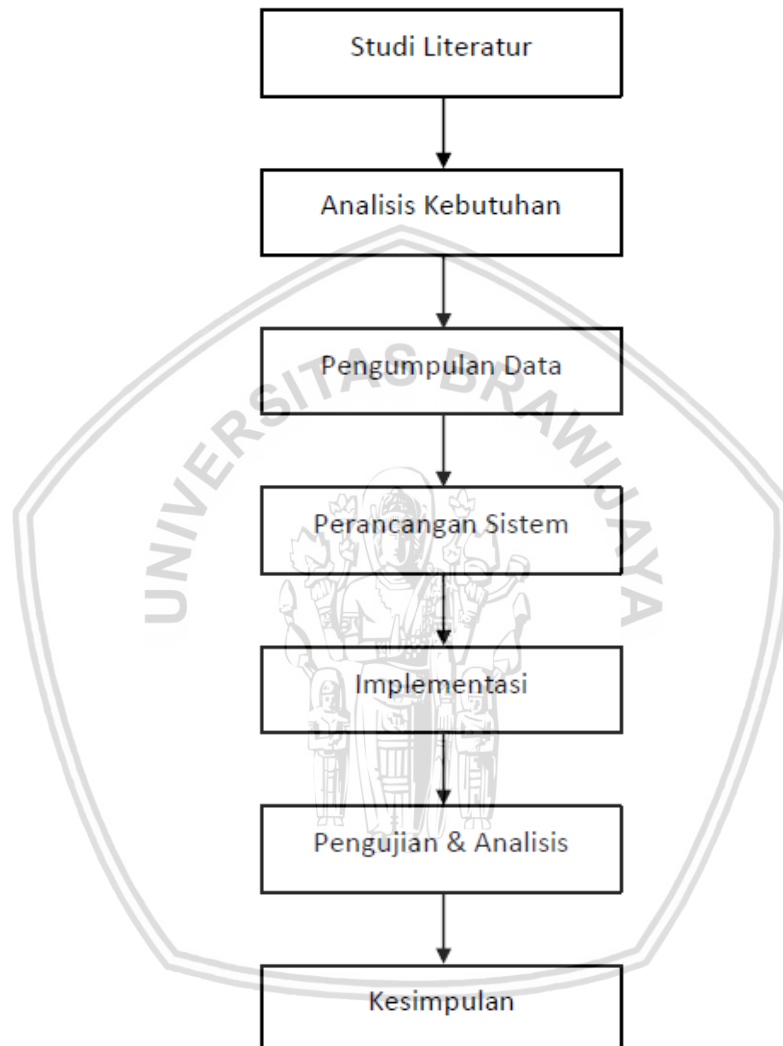 Studi Literatur
Analisis Kebutuhan
Pengumpulan Data
UNIVERSITAS BRAWIJAYA
Perancangan Sistem
Implementasi
Pengujian & Analisis
Kesimpulan